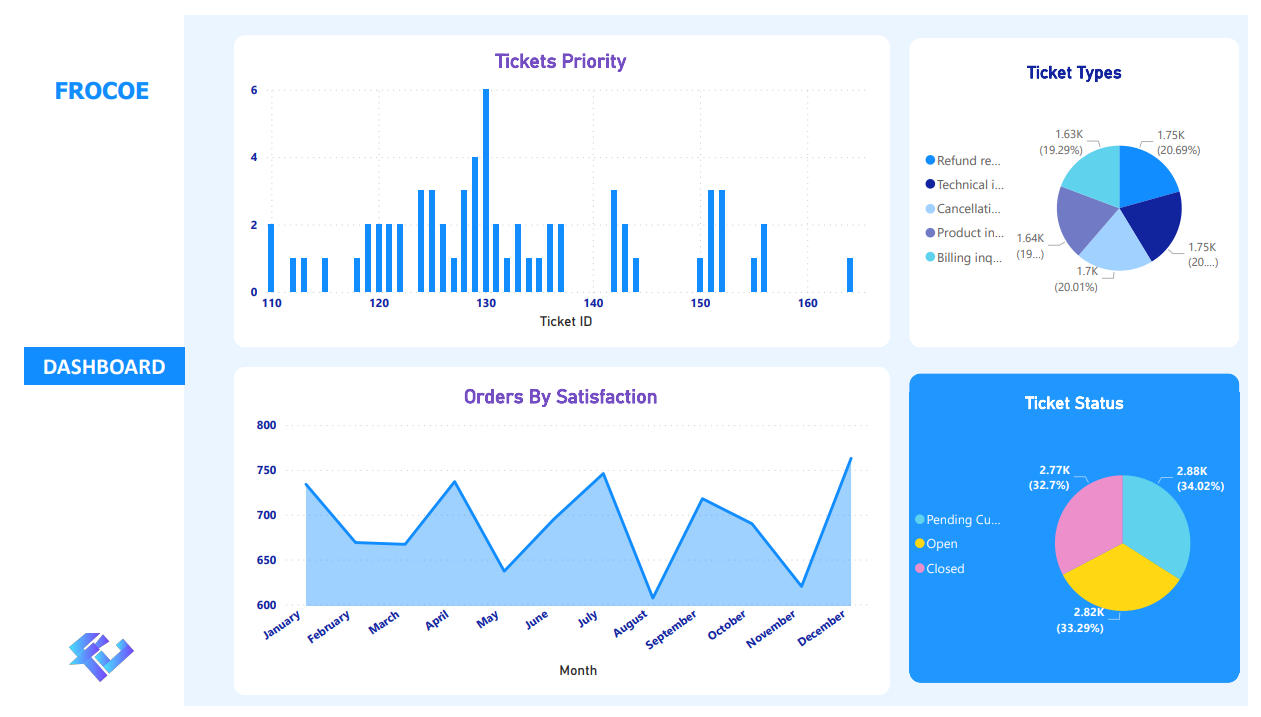 FROCOE
DASHBOARD
Tickets Priority
6
4
2
0
110 120 130 140 150 160
Ticket ID
Ticket Types
Refund re...
Technical i...
Cancellati...
Product in...
Billing inq...
1.63K
(19.29%)
1.75K
(20.69%)
1.64K
(19...)
1.75K
(20....)
1.7K
(20.01%)
Orders By Satisfaction
800
750
700
650
600
January February March April May June July August September October November December
Month
Ticket Status
Pending Cu...
Open
Closed
2.77K
(32.7%)
2.88K
(34.02%)
2.82K
(33.29%)